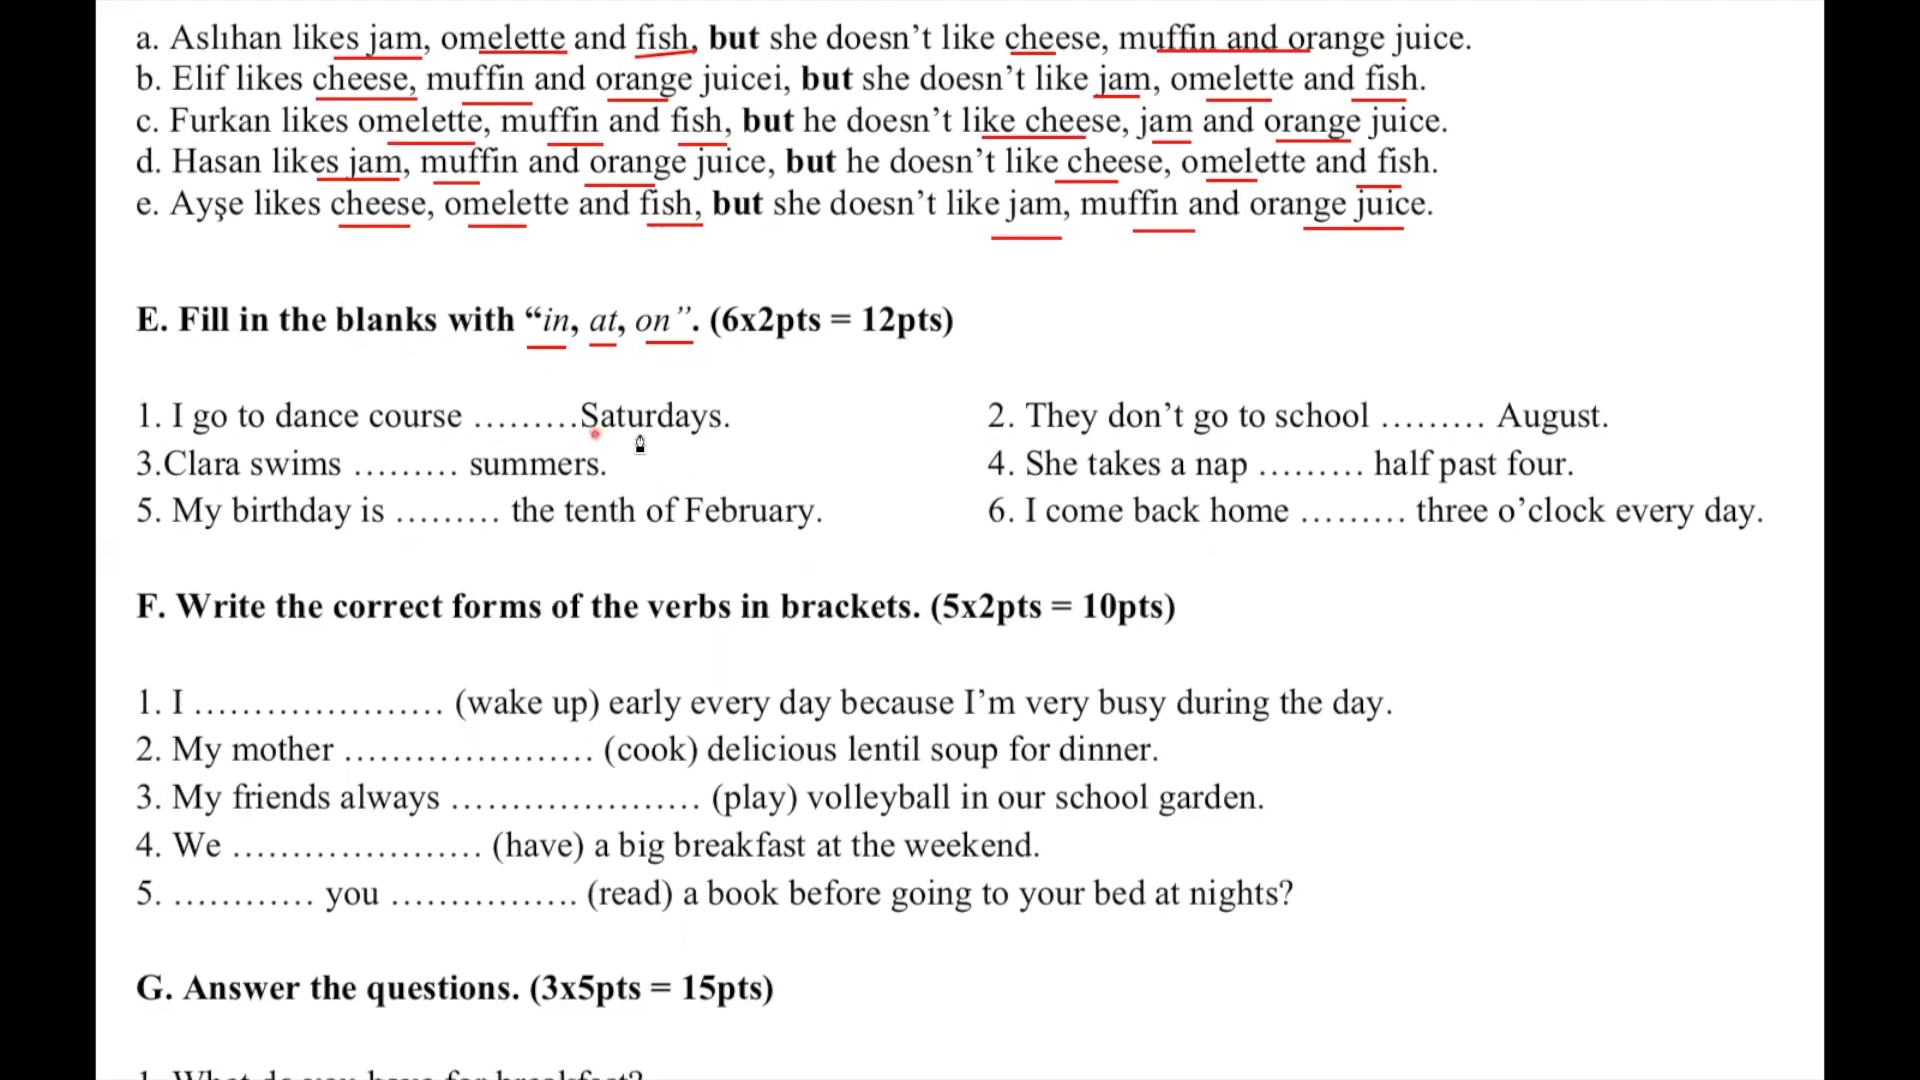 a. Aslıhan likes jam, omelette and fish, but she doesn't like cheese, muffin and orange juice.
b. Elif likes cheese, muffin and orange juicei, but she doesn't like jam, omelette and fish.
c. Furkan likes omelette, muffin and fish, but he doesn't like cheese, jam and orange juice.
d. Hasan likes jam, muffin and orange juice, but he doesn't like cheese, omelette and fish.
e. Ayşe likes cheese, omelette and fish, but she doesn't like jam, muffin and orange juice.
E. Fill in the blanks with “in, at, on”. (6x2pts = 12pts)
1. I go to dance course ………Saturdays. 2. They don't go to school ……… August.
3.Clara swims ……… summers. 4. She takes a nap ……… half past four.
5. My birthday is ……… the tenth of February. 6. I come back home ……… three o'clock every day.
F. Write the correct forms of the verbs in brackets. (5x2pts = 10pts)
1. I ………………… (wake up) early every day because I'm very busy during the day.
2. My mother ………………… (cook) delicious lentil soup for dinner.
3. My friends always ………………… (play) volleyball in our school garden.
4. We ………………… (have) a big breakfast at the weekend.
5. ………… you ……………. (read) a book before going to your bed at nights?
G. Answer the questions. (3x5pts = 15pts)
1. What do you have for breakfast?